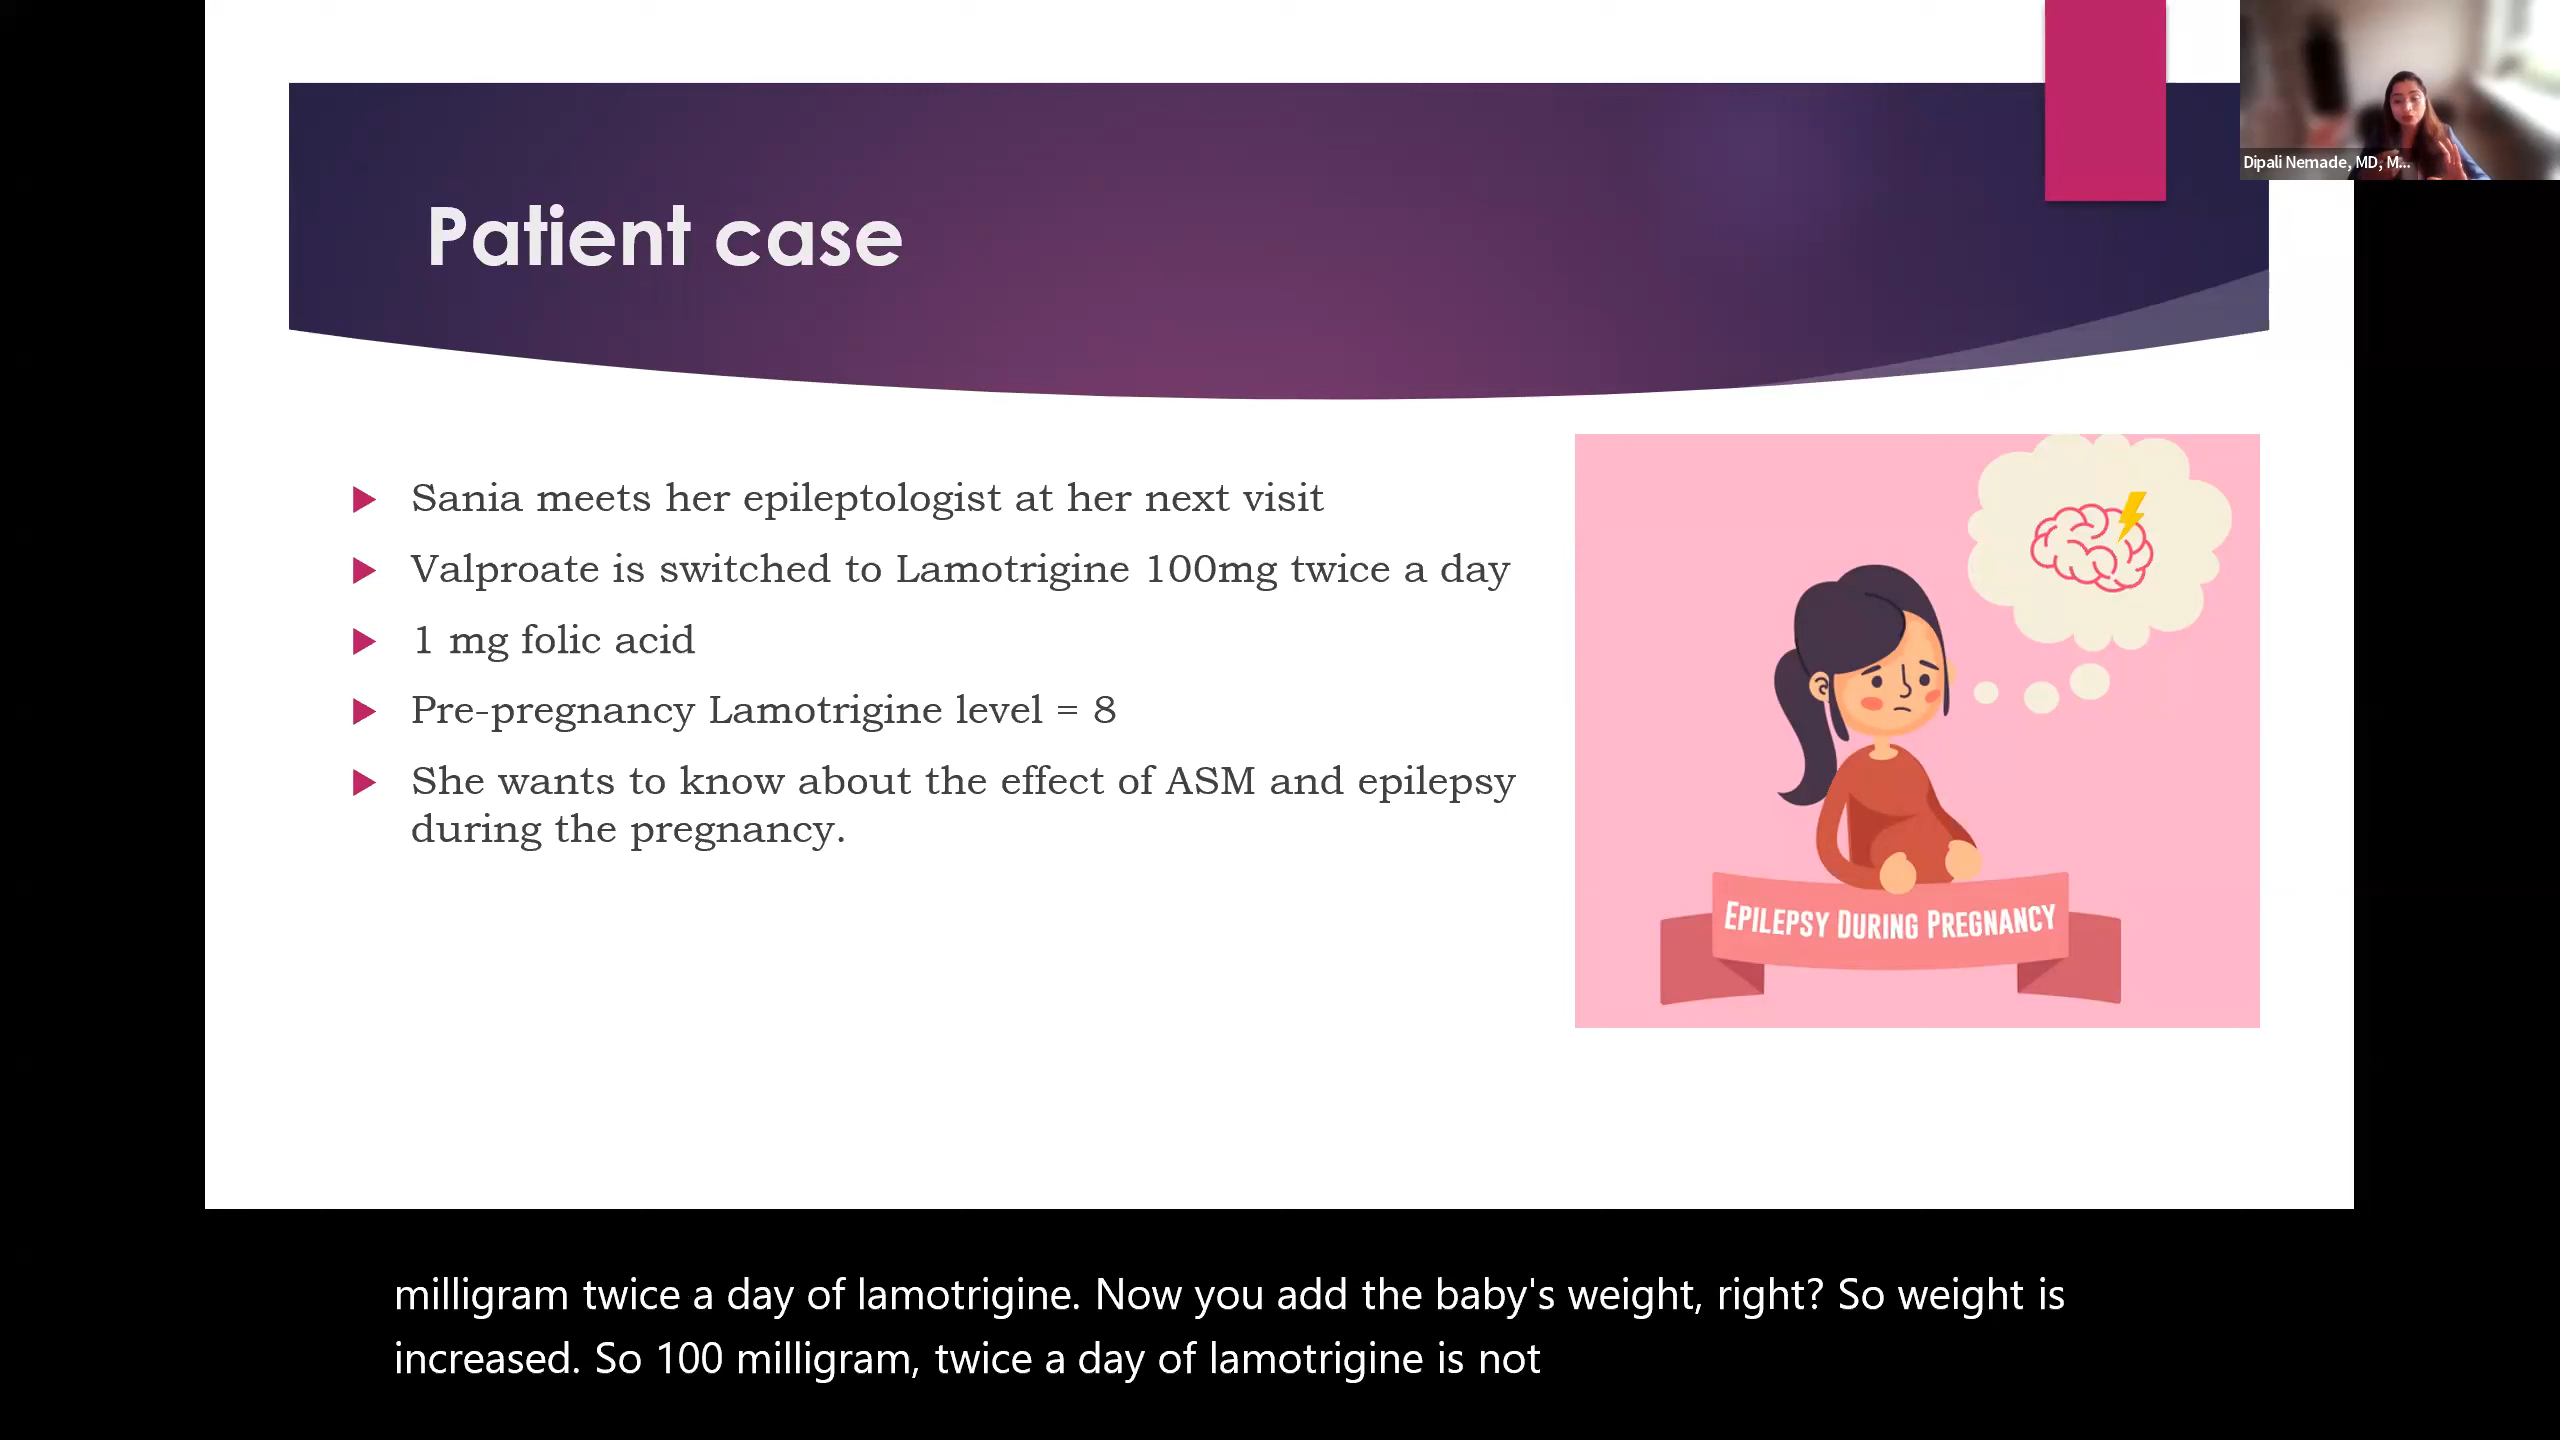 Dipali Nemade, MD, M...
Patient case
Sania meets her epileptologist at her next visit
Valproate is switched to Lamotrigine 100mg twice a day
1 mg folic acid
Pre-pregnancy Lamotrigine level = 8
She wants to know about the effect of ASM and epilepsy
during the pregnancy.
EPILEPSY DURING PREGNANCY
milligram twice a day of lamotrigine. Now you add the baby's weight, right? So weight is
increased. So 100 milligram, twice a day of lamotrigine is not